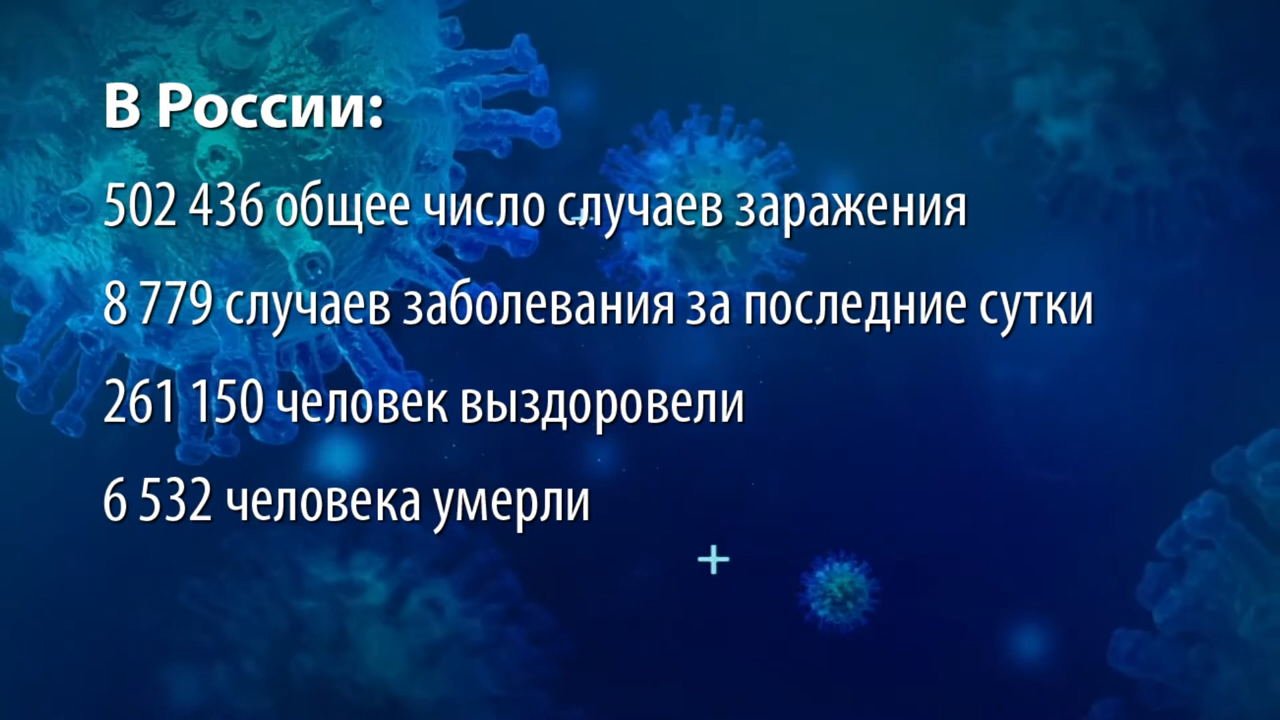 В России:
502 436 общее число случаев заражения
8 779 случаев заболевания за последние сутки
261 150 человек выздоровели
6 532 человека умерли